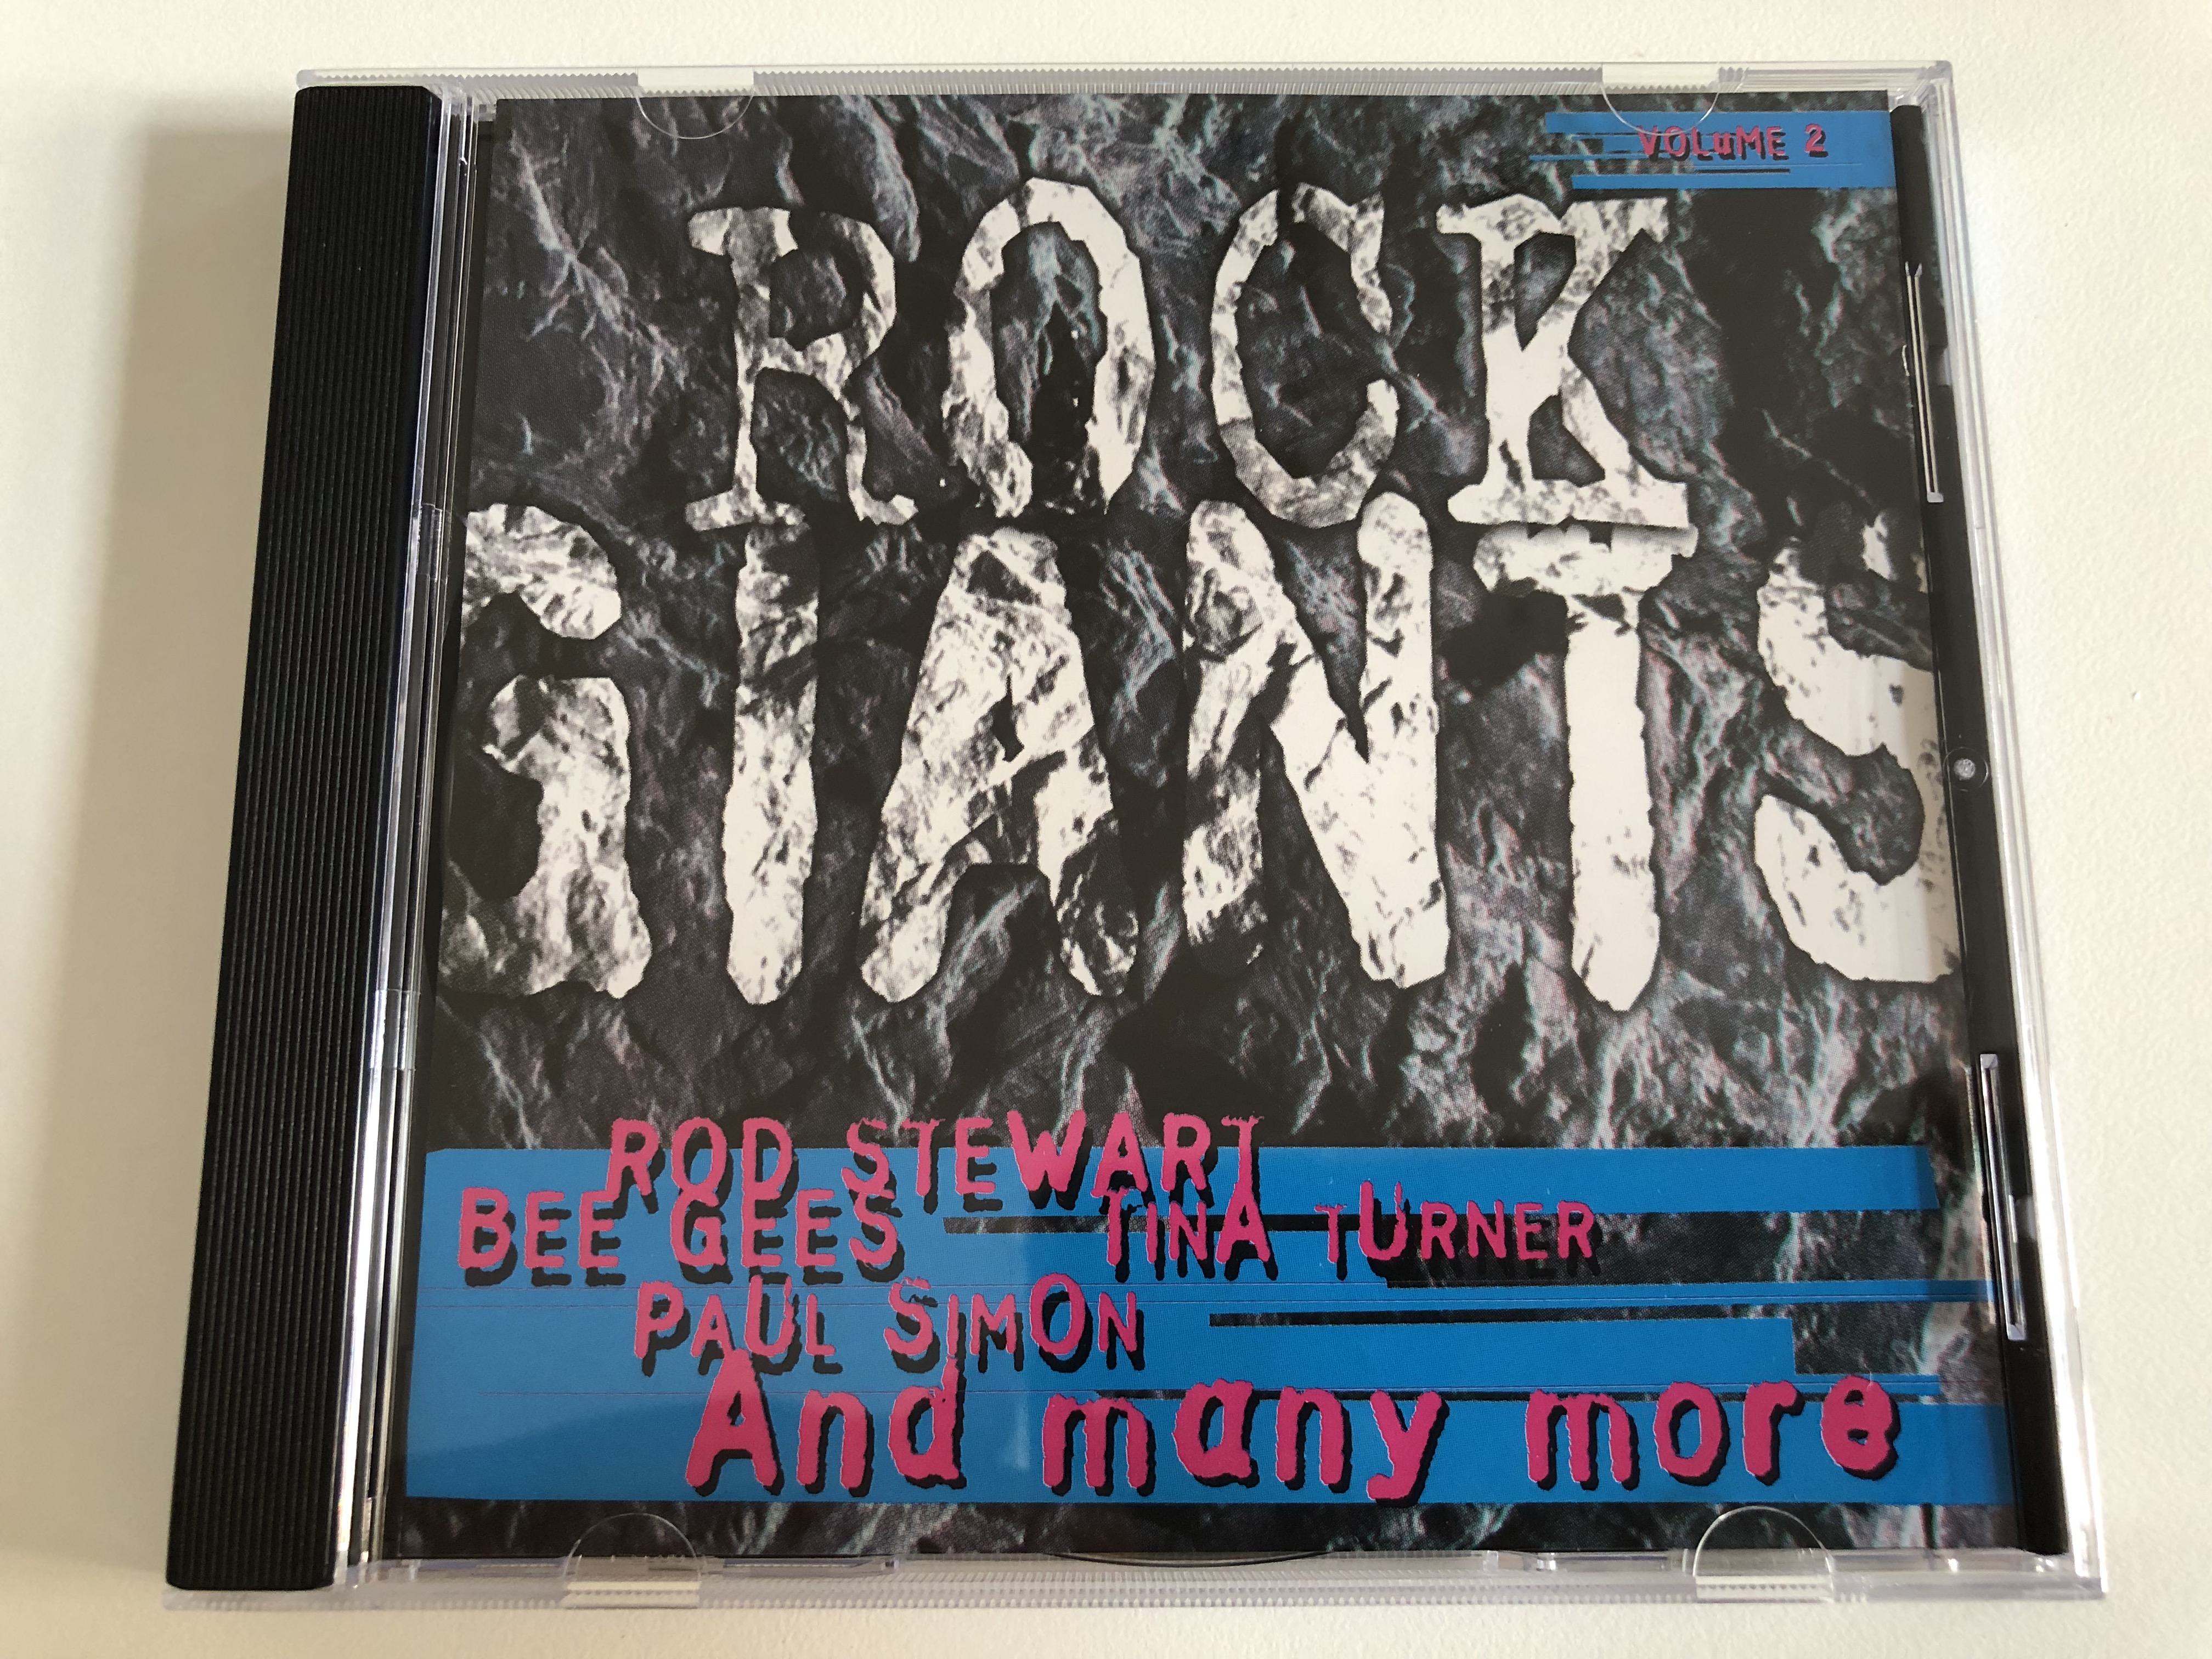 VOLuME 2
ROCK
GIANTS
ROD STEWART
BEE GEES TINA TURNER
PAUL SIMON
And many more